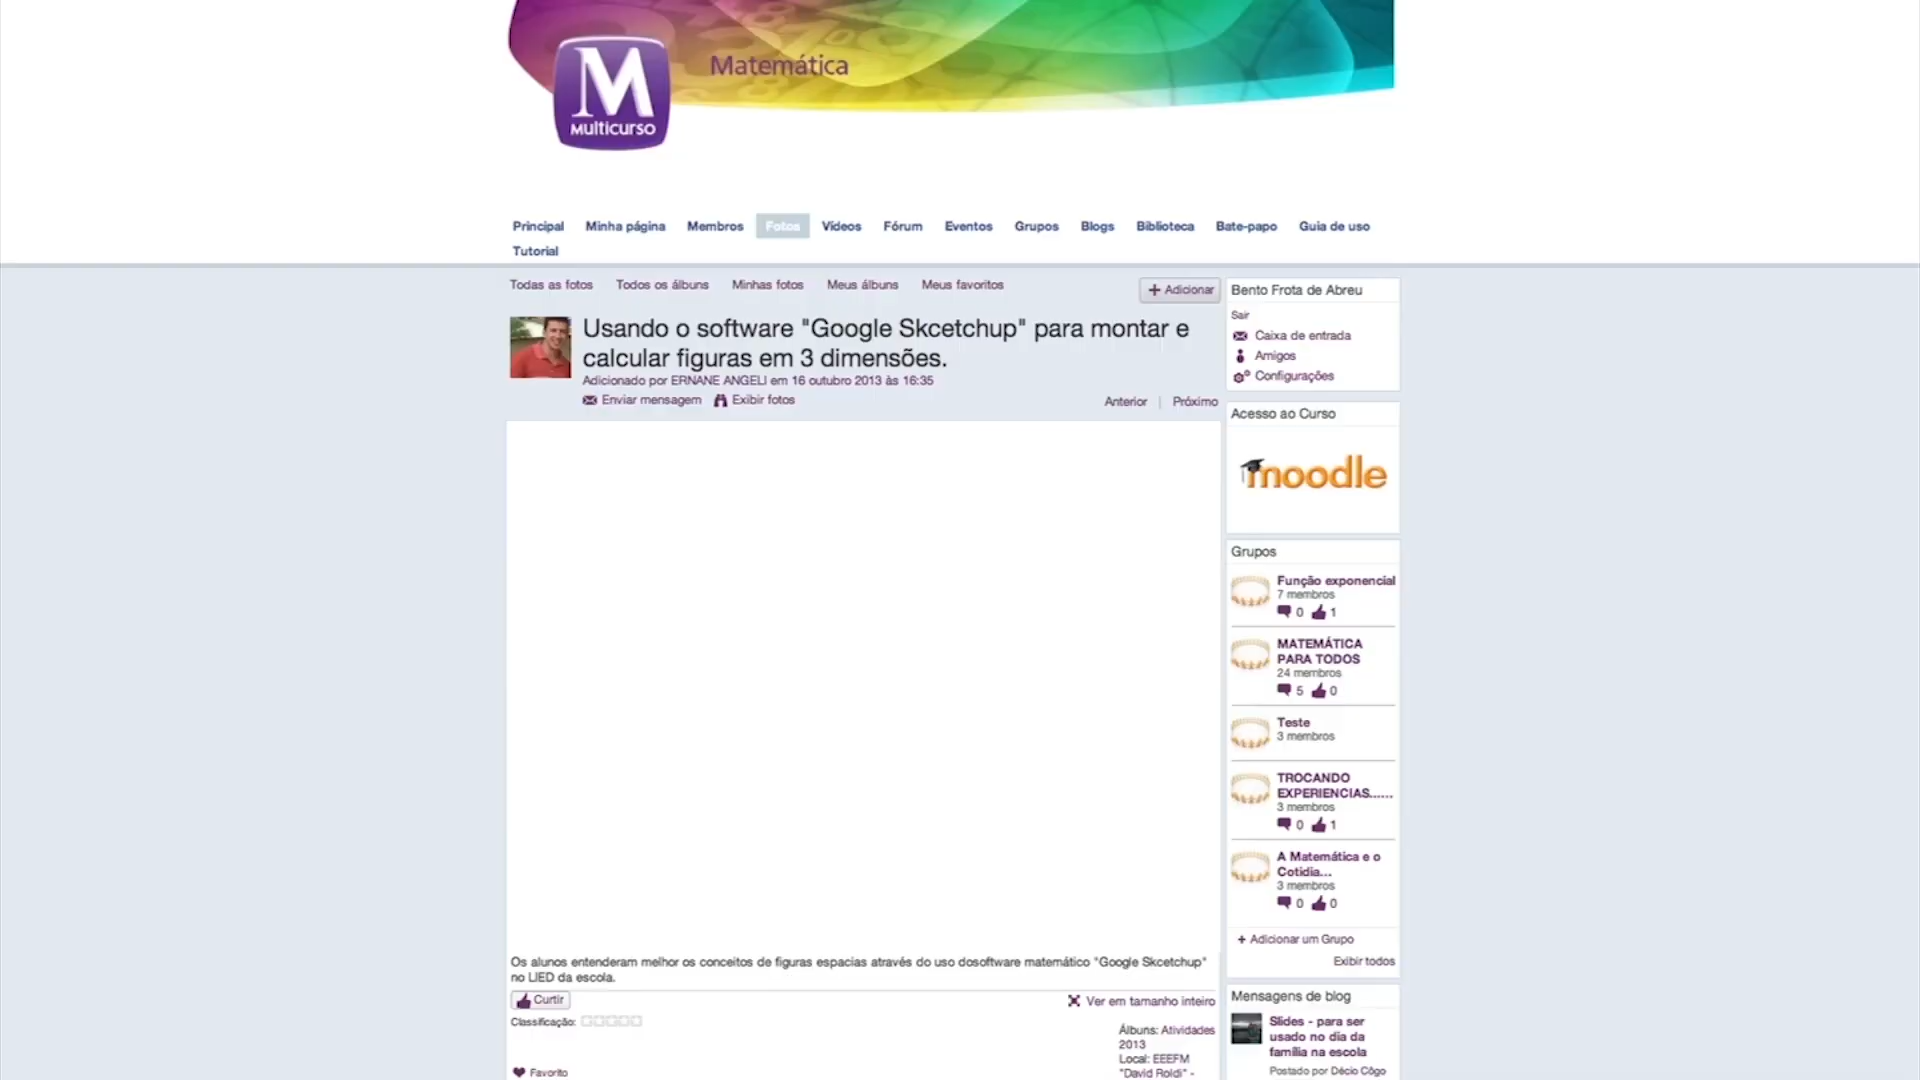 M
Multicurso
Matemática
Principal Minha página Membros Fotos Vídeos Fórum Eventos Grupos Blogs Biblioteca Bate-papo Guia de uso
Tutorial
Todas as fotos Todos os álbuns Minhas fotos Meus álbuns Meus favoritos
+ Adicionar
Usando o software "Google Skcetchup" para montar e
calcular figuras em 3 dimensões.
Adicionado por ERNANE ANGELI em 16 outubro 2013 às 16:35
Enviar mensagem Exibir fotos
Anterior | Próximo
Os alunos entenderam melhor os conceitos de figuras espacias através do uso dosoftware matemático "Google Skcetchup"
no LIED da escola.
Curtir
Ver em tamanho inteiro
Classificação:
Álbuns: Atividades
2013
Local: EEEFM
"David Roldi" -
Favorito
Bento Frota de Abreu
Sair
Caixa de entrada
Amigos
Configurações
Acesso ao Curso
moodle
Grupos
Função exponencial
7 membros
0 1
MATEMÁTICA
PARA TODOS
24 membros
5 0
Teste
3 membros
TROCANDO
EXPERIENCIAS......
3 membros
0 1
A Matemática e o
Cotidia...
3 membros
0 0
+ Adicionar um Grupo
Exibir todos
Mensagens de blog
Slides - para ser
usado no dia da
família na escola
Postado por Décio Côgo